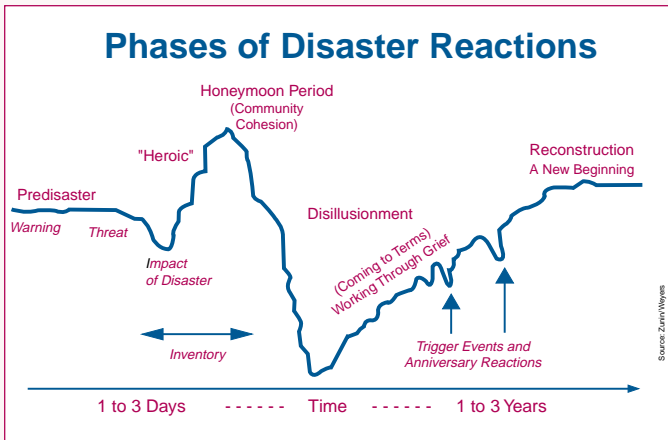 Phases of Disaster Reactions
Honeymoon Period
(Community
Cohesion)
"Heroic"
Reconstruction
A New Beginning
Predisaster
Warning
Threat
Disillusionment
Impact
of Disaster
(Coming to Terms)
Working Through Grief
Inventory
Trigger Events and
Anniversary Reactions
Source: Zunin/Weyers
1 to 3 Days - - - - - - Time - - - - - - 1 to 3 Years